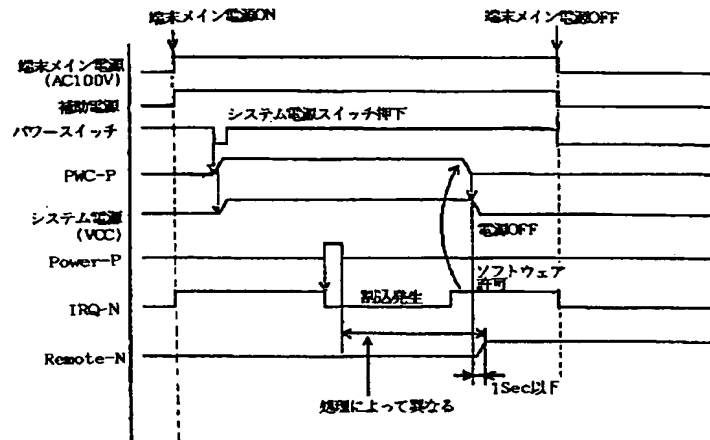 端末メイン電源ON
端末メイン電源OFF
端末メイン電源
(AC100V)
補助電源
パワースイッチ
システム電源スイッチ押下
PWC-P
システム電源
(VCC)
電源OFF
Power-P
ソフトウェア
許可
IRQ-N
割込発生
Remote-N
1Sec以下
処理によって異なる